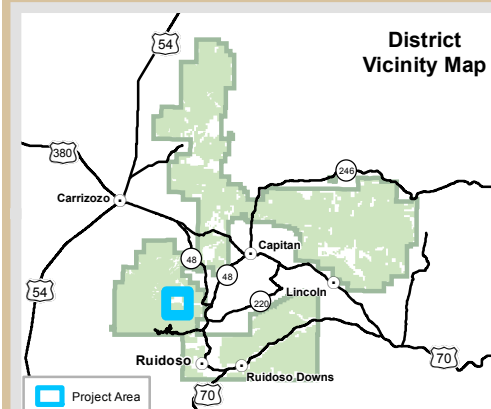 District
Vicinity Map
54
380
246
Carrizozo
Capitan
48
48
54
220
Lincoln
Ruidoso
Ruidoso Downs
70
70
Project Area